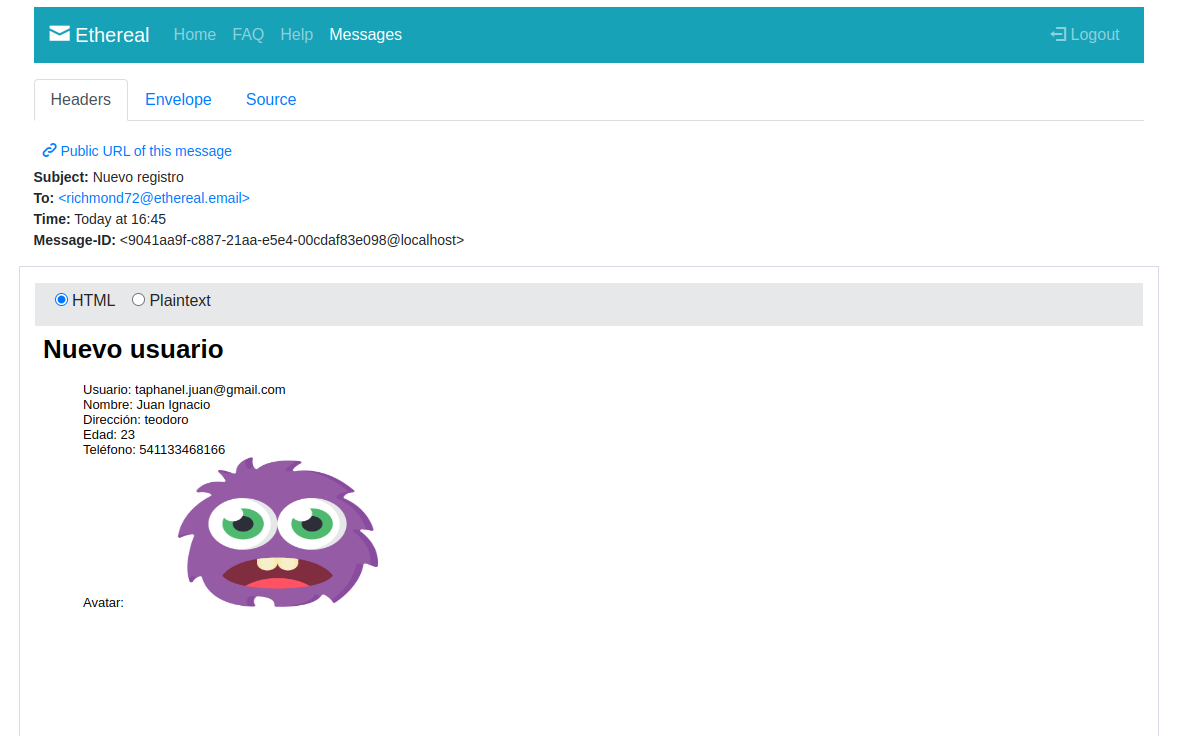 Ethereal Home FAQ Help Messages Logout
Headers Envelope Source
Public URL of this message
Subject: Nuevo registro
To: <richmond72@ethereal.email>
Time: Today at 16:45
Message-ID: <9041aa9f-c887-21aa-e5e4-00cdaf83e098@localhost>
HTML Plaintext
Nuevo usuario
Usuario: taphanel.juan@gmail.com
Nombre: Juan Ignacio
Dirección: teodoro
Edad: 23
Teléfono: 541133468166
Avatar: